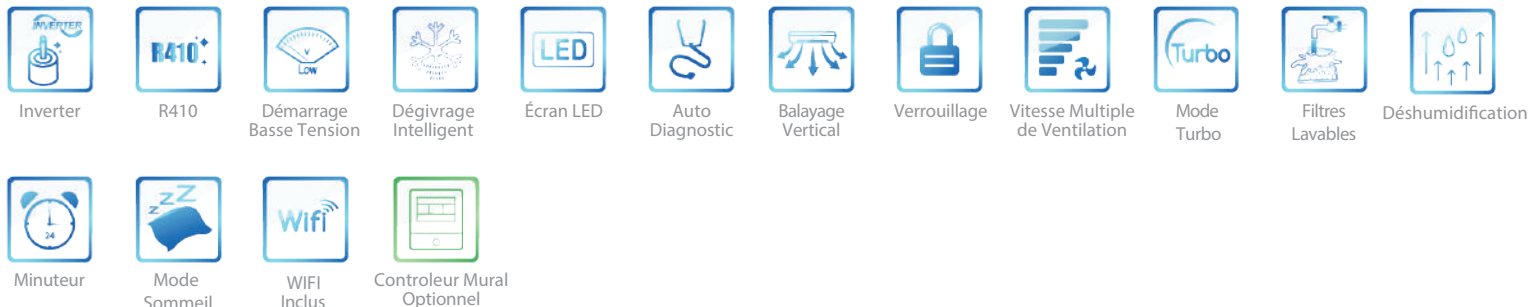 INVERTER
R410
V
LOW
LED
Turbo
Inverter
R410
Démarrage
Basse Tension
Dégivrage
Intelligent
Écran LED
Auto
Diagnostic
Balayage
Vertical
Verrouillage
Vitesse Multiple
de Ventilation
Mode
Turbo
Filtres
Lavables
Déshumidification
24
zzZ
Wifi
Minuteur
Mode
Sommeil
WIFI
Inclus
Controleur Mural
Optionnel